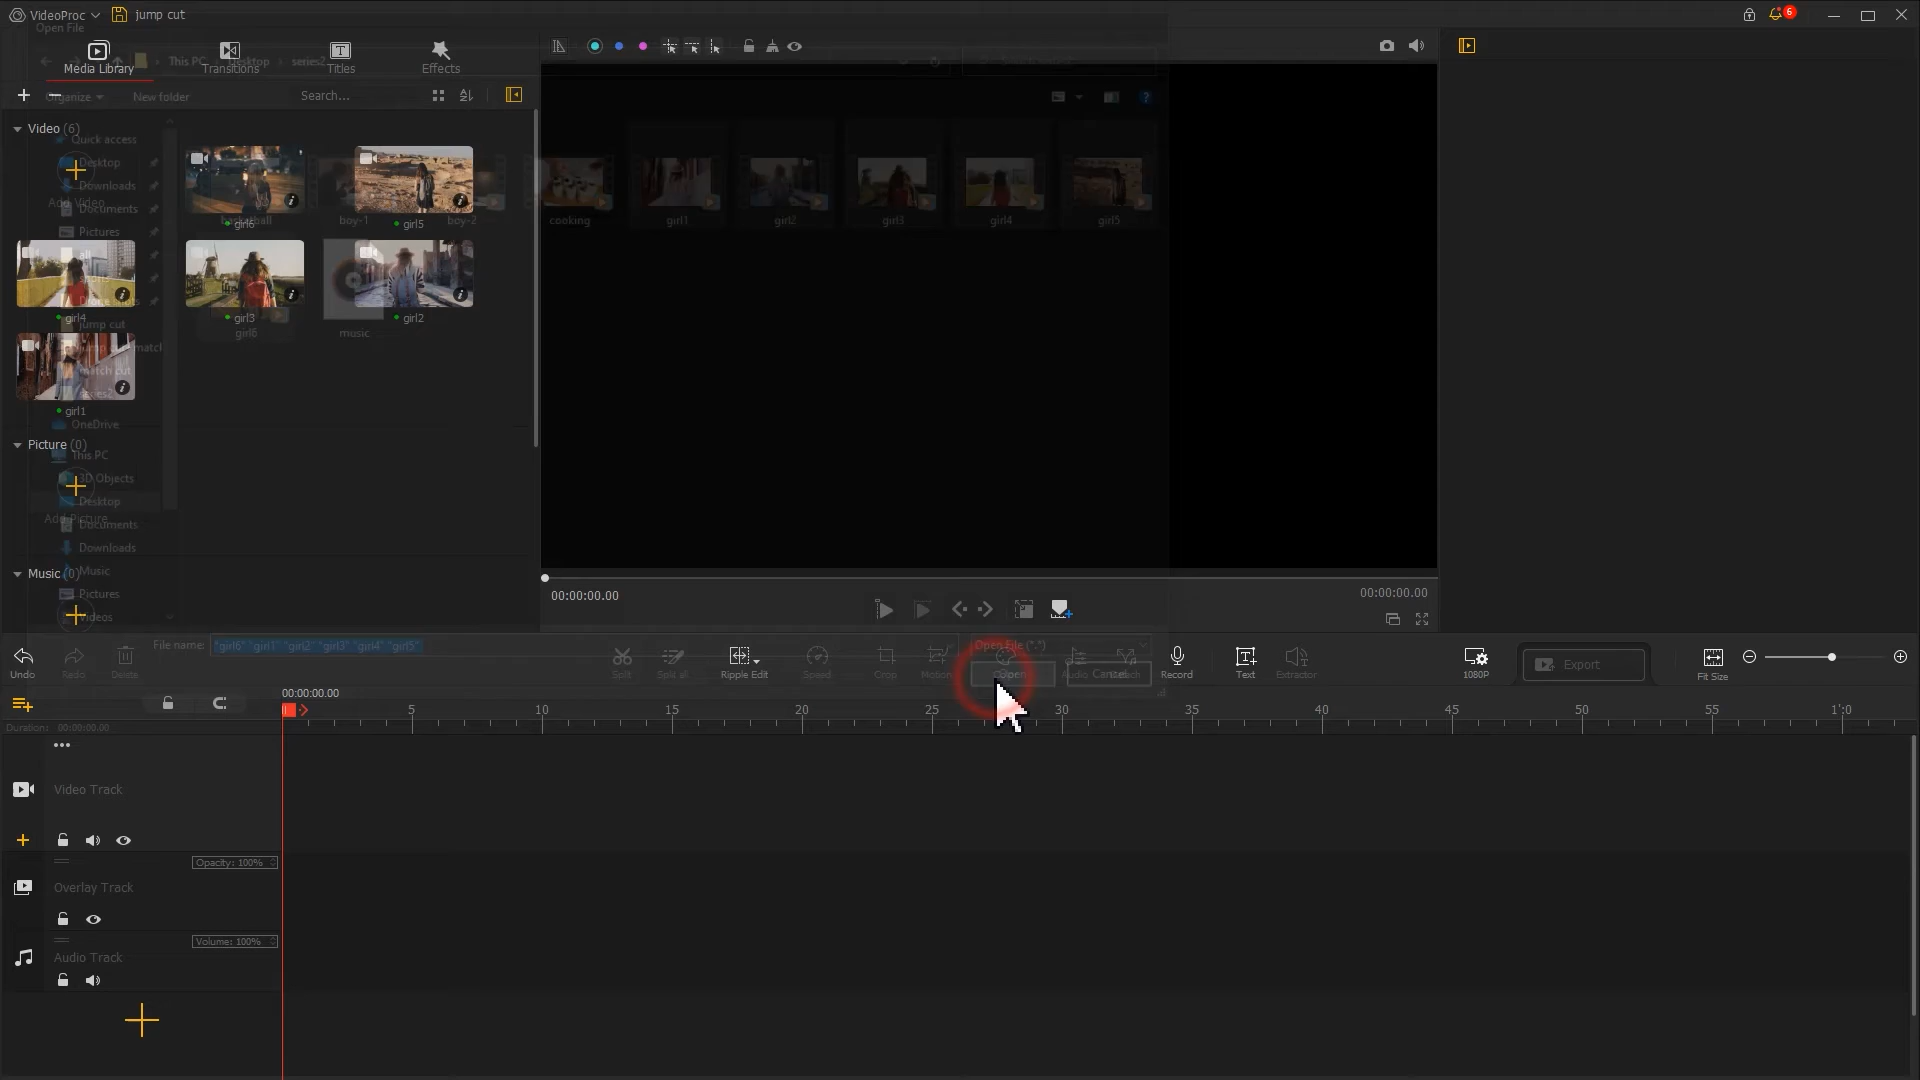 VideoProc
jump cut
6
Open File
This PC
Desktop
series2
Media Library
Transitions
Titles
Effects
Organize
New folder
Search...
Video (6)
Quick access
Desktop
Add Video
Downloads
Documents
Pictures
jump cut
match cut
series2
OneDrive
This PC
3D Objects
Desktop
Documents
Downloads
Music
Pictures
Videos
basketball
boy-1
boy-2
cooking
girl1
girl2
girl3
girl4
girl5
girl6
girl5
girl4
girl3
girl2
girl6
music
girl1
Picture (0)
Add Picture
Music (0)
00:00:00.00
00:00:00.00
File name:
"girl6" "girl1" "girl2" "girl3" "girl4" "girl5"
Open File (*.*)
Open
Cancel
Undo
Redo
Delete
Split
Split all
Ripple Edit
Speed
Crop
Motion
Audio
Detach
Record
Text
Extractor
1080P
Export
Fit Size
00:00:00.00
5
10
15
20
25
30
35
40
45
50
55
1':0
Duration: 00:00:00.00
Video Track
Opacity: 100%
Overlay Track
Volume: 100%
Audio Track